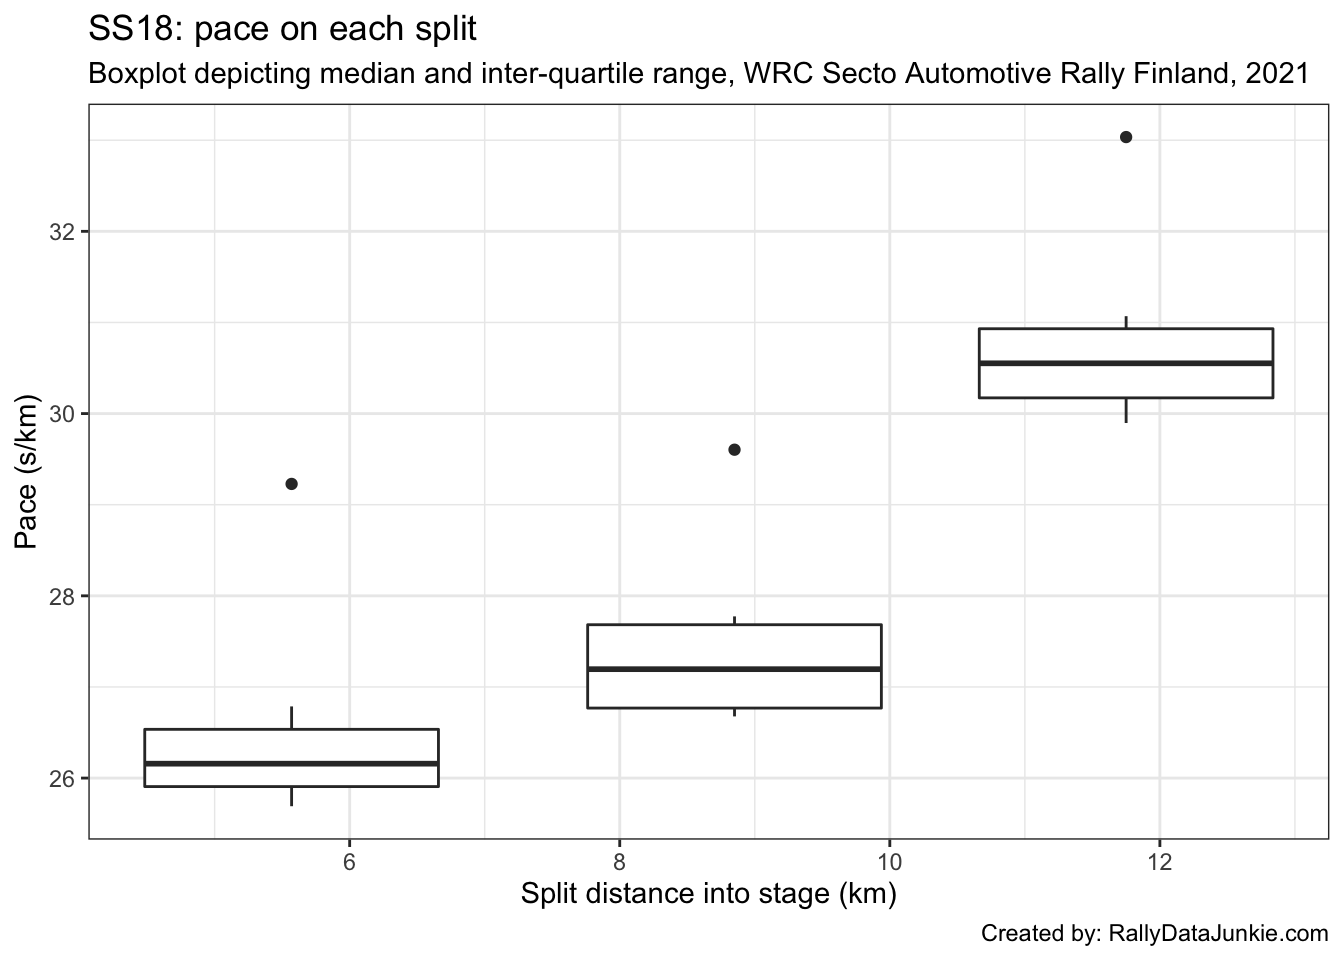 SS18: pace on each split
Boxplot depicting median and inter-quartile range, WRC Secto Automotive Rally Finland, 2021
Pace (s/km)
32
30
28
26
6 8 10 12
Split distance into stage (km)
Created by: RallyDataJunkie.com